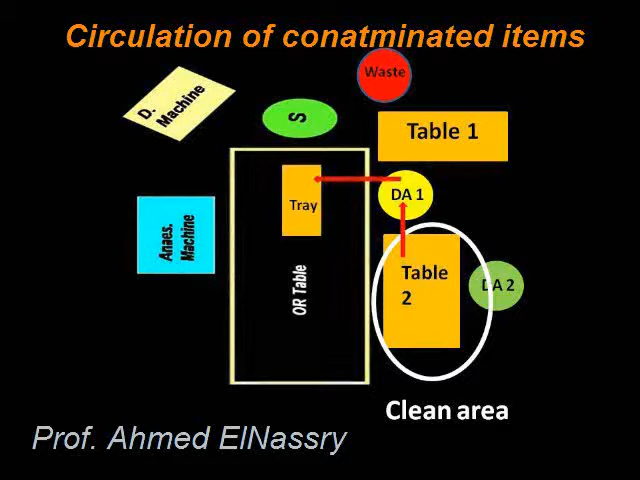 Circulation of conatminated items
Waste
D.
Machine
S
Table 1
Tray
DA 1
Anaes.
Machine
OR Table
Table
2
DA 2
Clean area
Prof. Ahmed ElNassry